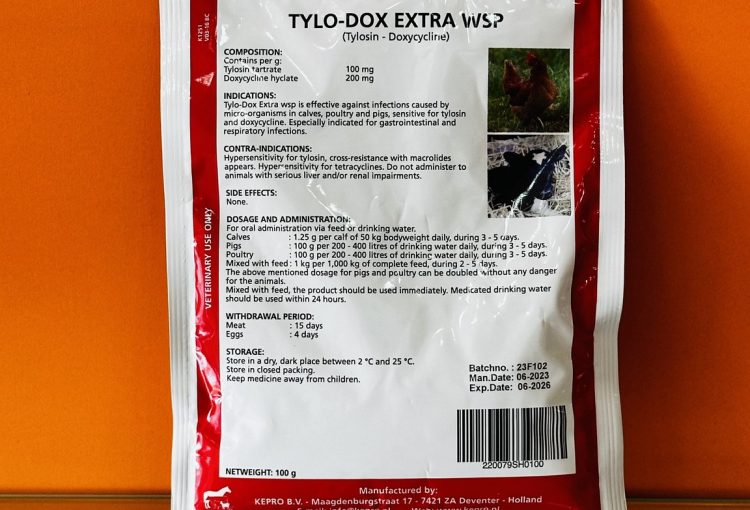 K1251
V03-16 BC
TYLO-DOX EXTRA WSP
(Tylosin - Doxycycline)
COMPOSITION:
Contains per g:
Tylosin tartrate 100 mg
Doxycycline hyclate 200 mg
INDICATIONS:
Tylo-Dox Extra wsp is effective against infections caused by
micro-organisms in calves, poultry and pigs, sensitive for tylosin
and doxycycline. Especially indicated for gastrointestinal and
respiratory infections.
CONTRA-INDICATIONS:
Hypersensitivity for tylosin, cross-resistance with macrolides
appears. Hypersensitivity for tetracyclines. Do not administer to
animals with serious liver and/or renal impairments.
SIDE EFFECTS:
None.
DOSAGE AND ADMINISTRATION:
For oral administration via feed or drinking water.
Calves : 1.25 g per calf of 50 kg bodyweight daily, during 3 - 5 days.
Pigs : 100 g per 200 - 400 litres of drinking water daily, during 3 - 5 days.
Poultry : 100 g per 200 - 400 litres of drinking water daily, during 3 - 5 days.
Mixed with feed : 1 kg per 1,000 kg of complete feed, during 2 - 5 days.
The above mentioned dosage for pigs and poultry can be doubled without any danger
for the animals.
Mixed with feed, the product should be used immediately. Medicated drinking water
should be used within 24 hours.
WITHDRAWAL PERIOD:
Meat : 15 days
Eggs : 4 days
STORAGE:
Store in a dry, dark place between 2 °C and 25 °C.
Store in closed packing.
Keep medicine away from children.
VETERINARY USE ONLY
Batchno. : 23F102
Man.Date: 06-2023
Exp.Date: 06-2026
220079SH0100
NETWEIGHT: 100 g
Manufactured by:
KEPRO B.V. - Maagdenburgstraat 17 - 7421 ZA Deventer - Holland